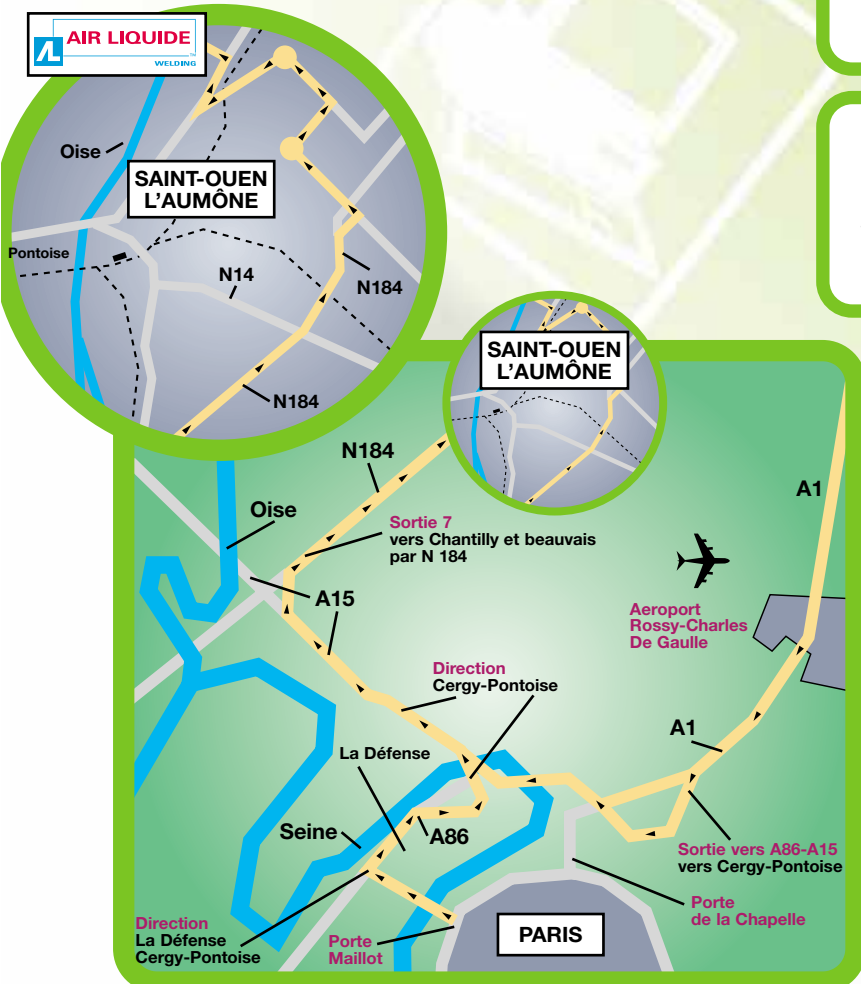 AIR LIQUIDE
WELDING
Oise
SAINT-OUEN
L'AUMÔNE
Pontoise
N14
N184
N184
SAINT-OUEN
L'AUMÔNE
N184
A1
Oise
Sortie 7
vers Chantilly et beauvais
par N 184
A15
Aeroport
Rossy-Charles
De Gaulle
Direction
Cergy-Pontoise
A1
La Défense
Seine
A86
Sortie vers A86-A15
vers Cergy-Pontoise
Porte
de la Chapelle
Direction
La Défense
Cergy-Pontoise
Porte
Maillot
PARIS